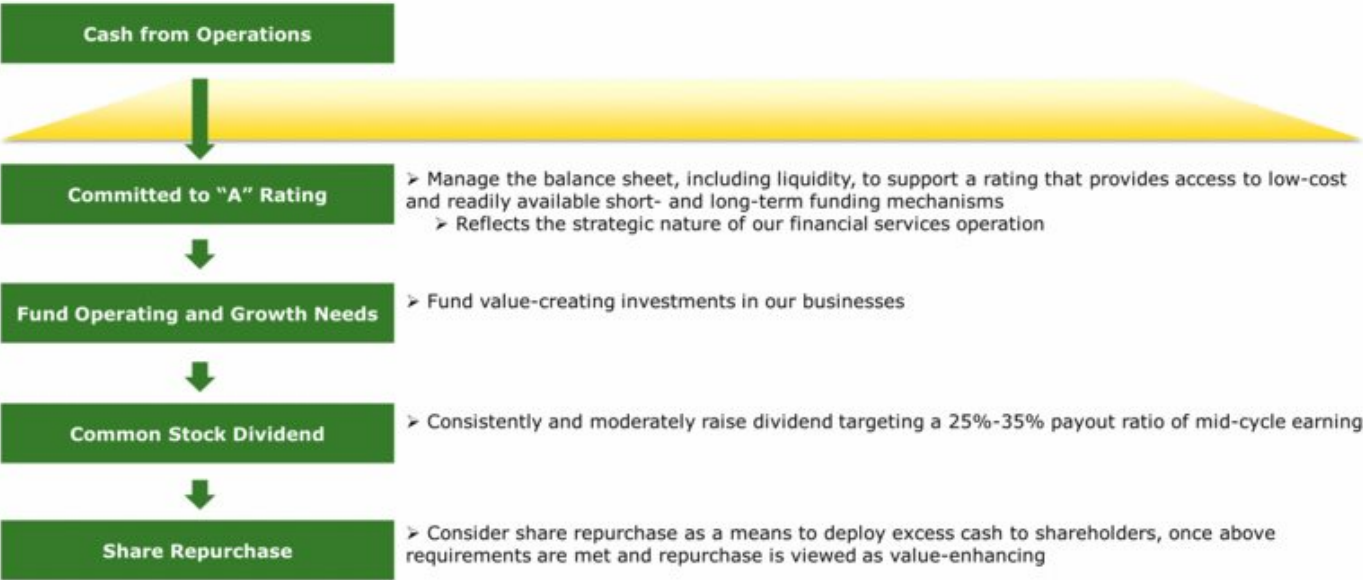 Cash from Operations
Committed to “A” Rating
➢ Manage the balance sheet, including liquidity, to support a rating that provides access to low-cost
and readily available short- and long-term funding mechanisms
➢ Reflects the strategic nature of our financial services operation
Fund Operating and Growth Needs
➢ Fund value-creating investments in our businesses
Common Stock Dividend
➢ Consistently and moderately raise dividend targeting a 25%-35% payout ratio of mid-cycle earning
Share Repurchase
➢ Consider share repurchase as a means to deploy excess cash to shareholders, once above
requirements are met and repurchase is viewed as value-enhancing